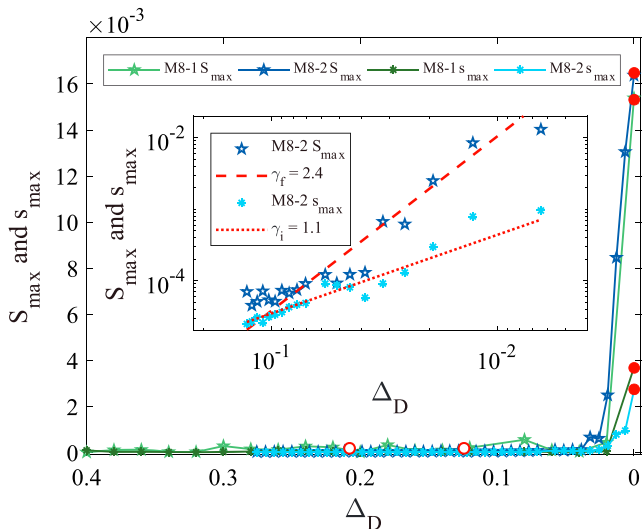 ×10⁻³
M8-1 S_max M8-2 S_max M8-1 s_max M8-2 s_max
16
14
12
10
8
6
4
2
0
S_max and s_max
0.4 0.3 0.2 0.1 0
Δ_D
10⁻²
10⁻⁴
S_max and s_max
M8-2 S_max
γ_f = 2.4
M8-2 s_max
γ_i = 1.1
10⁻¹ 10⁻²
Δ_D